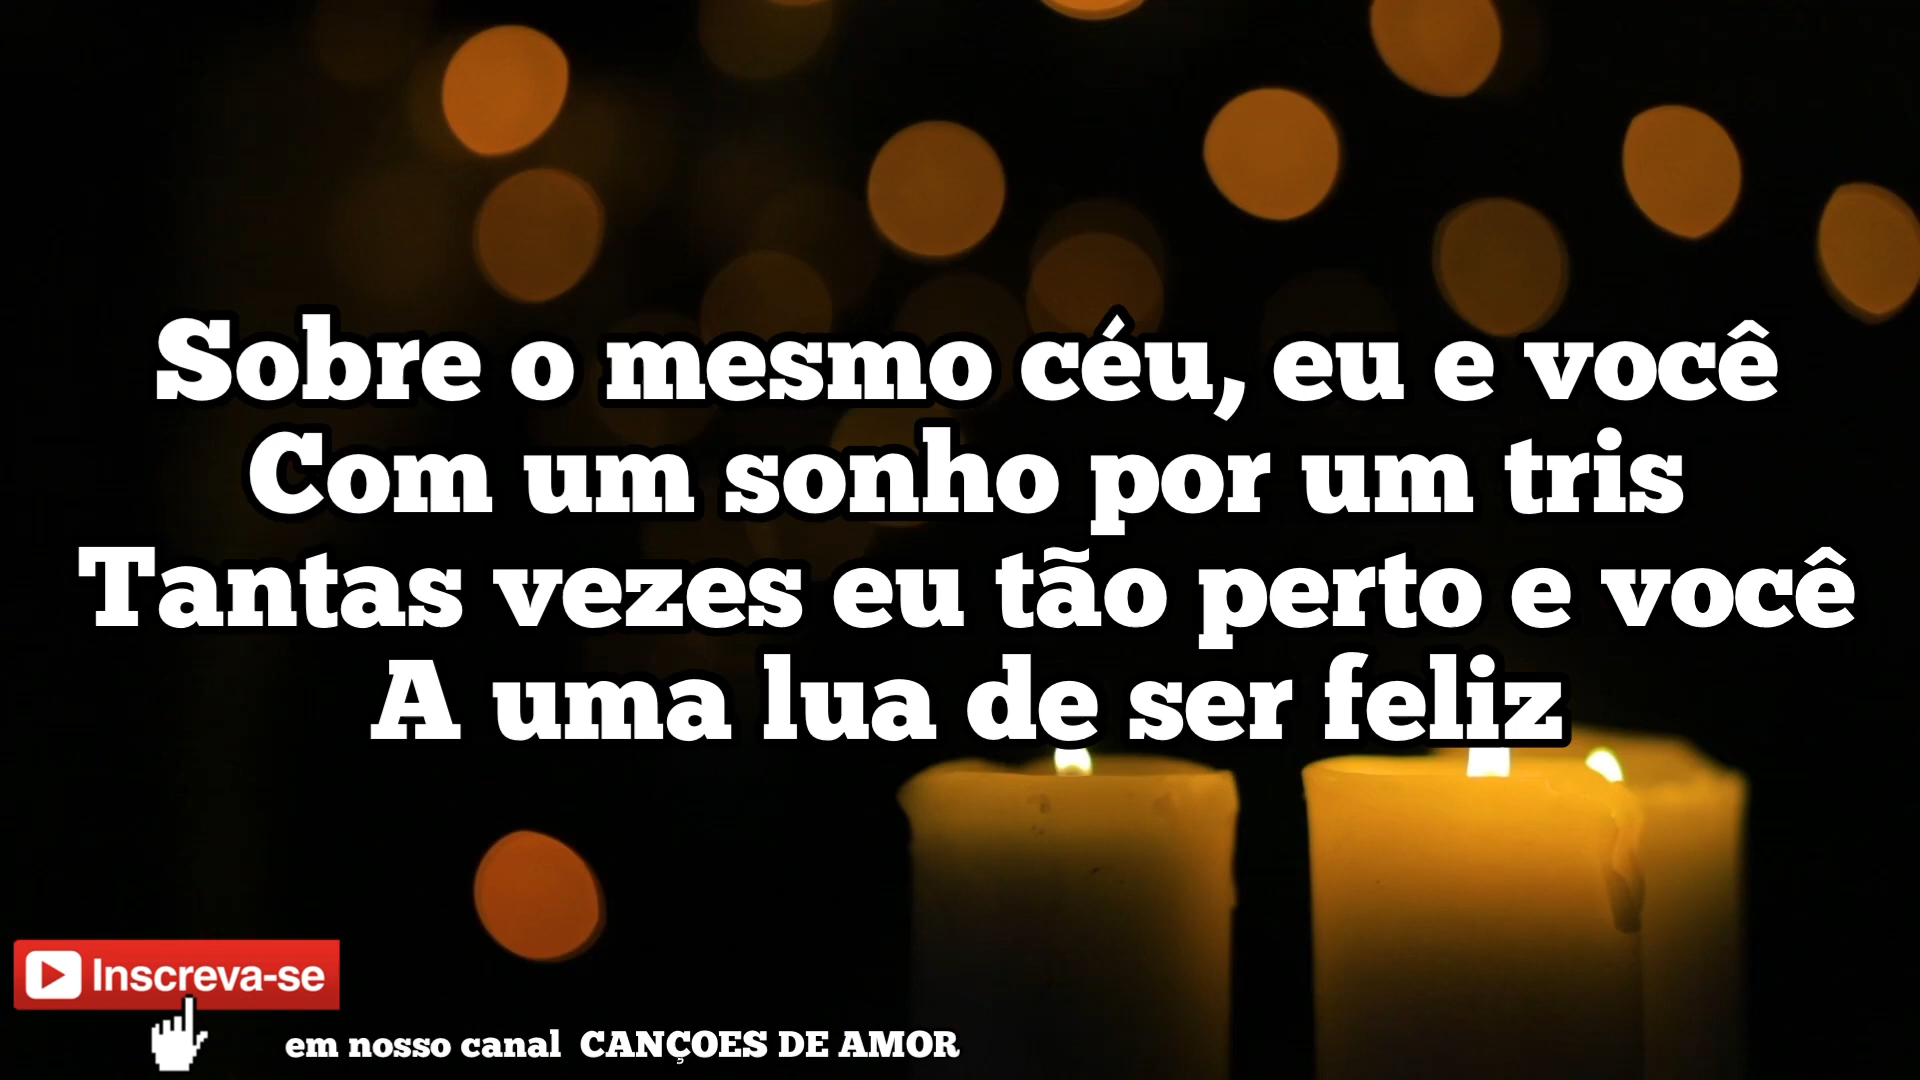 Sobre o mesmo céu, eu e você
Com um sonho por um tris
Tantas vezes eu tão perto e você
A uma lua de ser feliz
Inscreva-se
em nosso canal CANÇOES DE AMOR